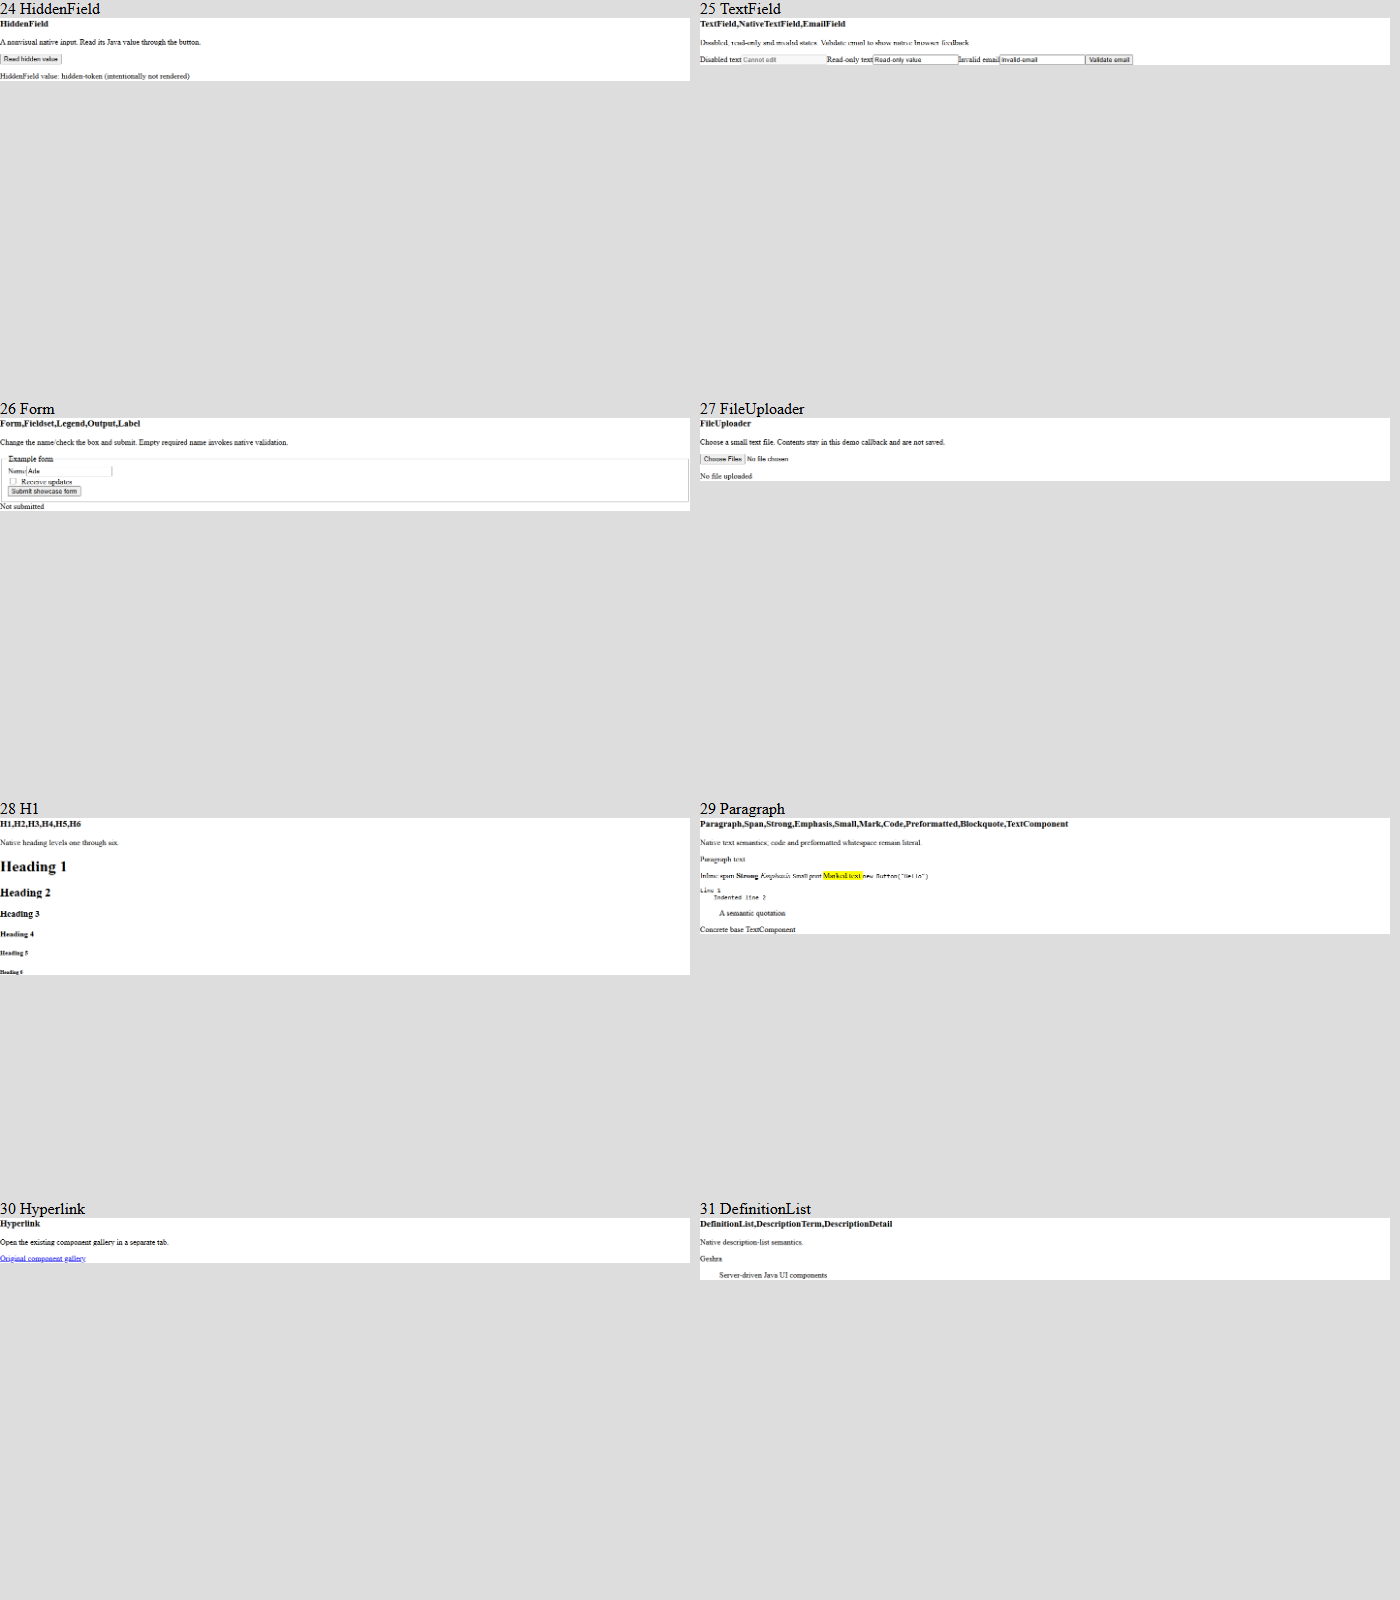 24 HiddenField
HiddenField
A nonvisual native input. Read its Java value through the button.
Read hidden value
HiddenField value: hidden-token (intentionally not rendered)
25 TextField
TextField,NativeTextField,EmailField
Disabled, read-only and invalid states. Validate email to show native browser feedback.
Disabled text Cannot edit Read-only text Read-only value Invalid email invalid-email Validate email
26 Form
Form,Fieldset,Legend,Output,Label
Change the name/check the box and submit. Empty required name invokes native validation.
Example form
Name Ada
Receive updates
Submit showcase form
Not submitted
27 FileUploader
FileUploader
Choose a small text file. Contents stay in this demo callback and are not saved.
Choose Files No file chosen
No file uploaded
28 H1
H1,H2,H3,H4,H5,H6
Native heading levels one through six.
Heading 1
Heading 2
Heading 3
Heading 4
Heading 5
Heading 6
29 Paragraph
Paragraph,Span,Strong,Emphasis,Small,Mark,Code,Preformatted,Blockquote,TextComponent
Native text semantics; code and preformatted whitespace remain literal.
Paragraph text
Inline span Strong Emphasis Small print Marked text new Button("Hello")
Line 1
Indented line 2
A semantic quotation
Concrete base TextComponent
30 Hyperlink
Hyperlink
Open the existing component gallery in a separate tab.
Original component gallery
31 DefinitionList
DefinitionList,DescriptionTerm,DescriptionDetail
Native description-list semantics.
Server-driven Java UI components